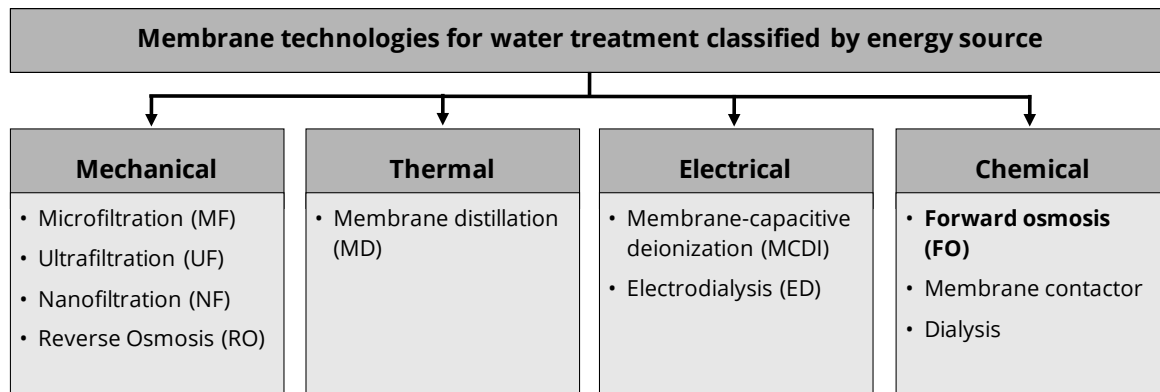 Membrane technologies for water treatment classified by energy source
Mechanical
• Microfiltration (MF)
• Ultrafiltration (UF)
• Nanofiltration (NF)
• Reverse Osmosis (RO)
Thermal
• Membrane distillation
(MD)
Electrical
• Membrane-capacitive
deionization (MCDI)
• Electrodialysis (ED)
Chemical
• Forward osmosis
(FO)
• Membrane contactor
• Dialysis